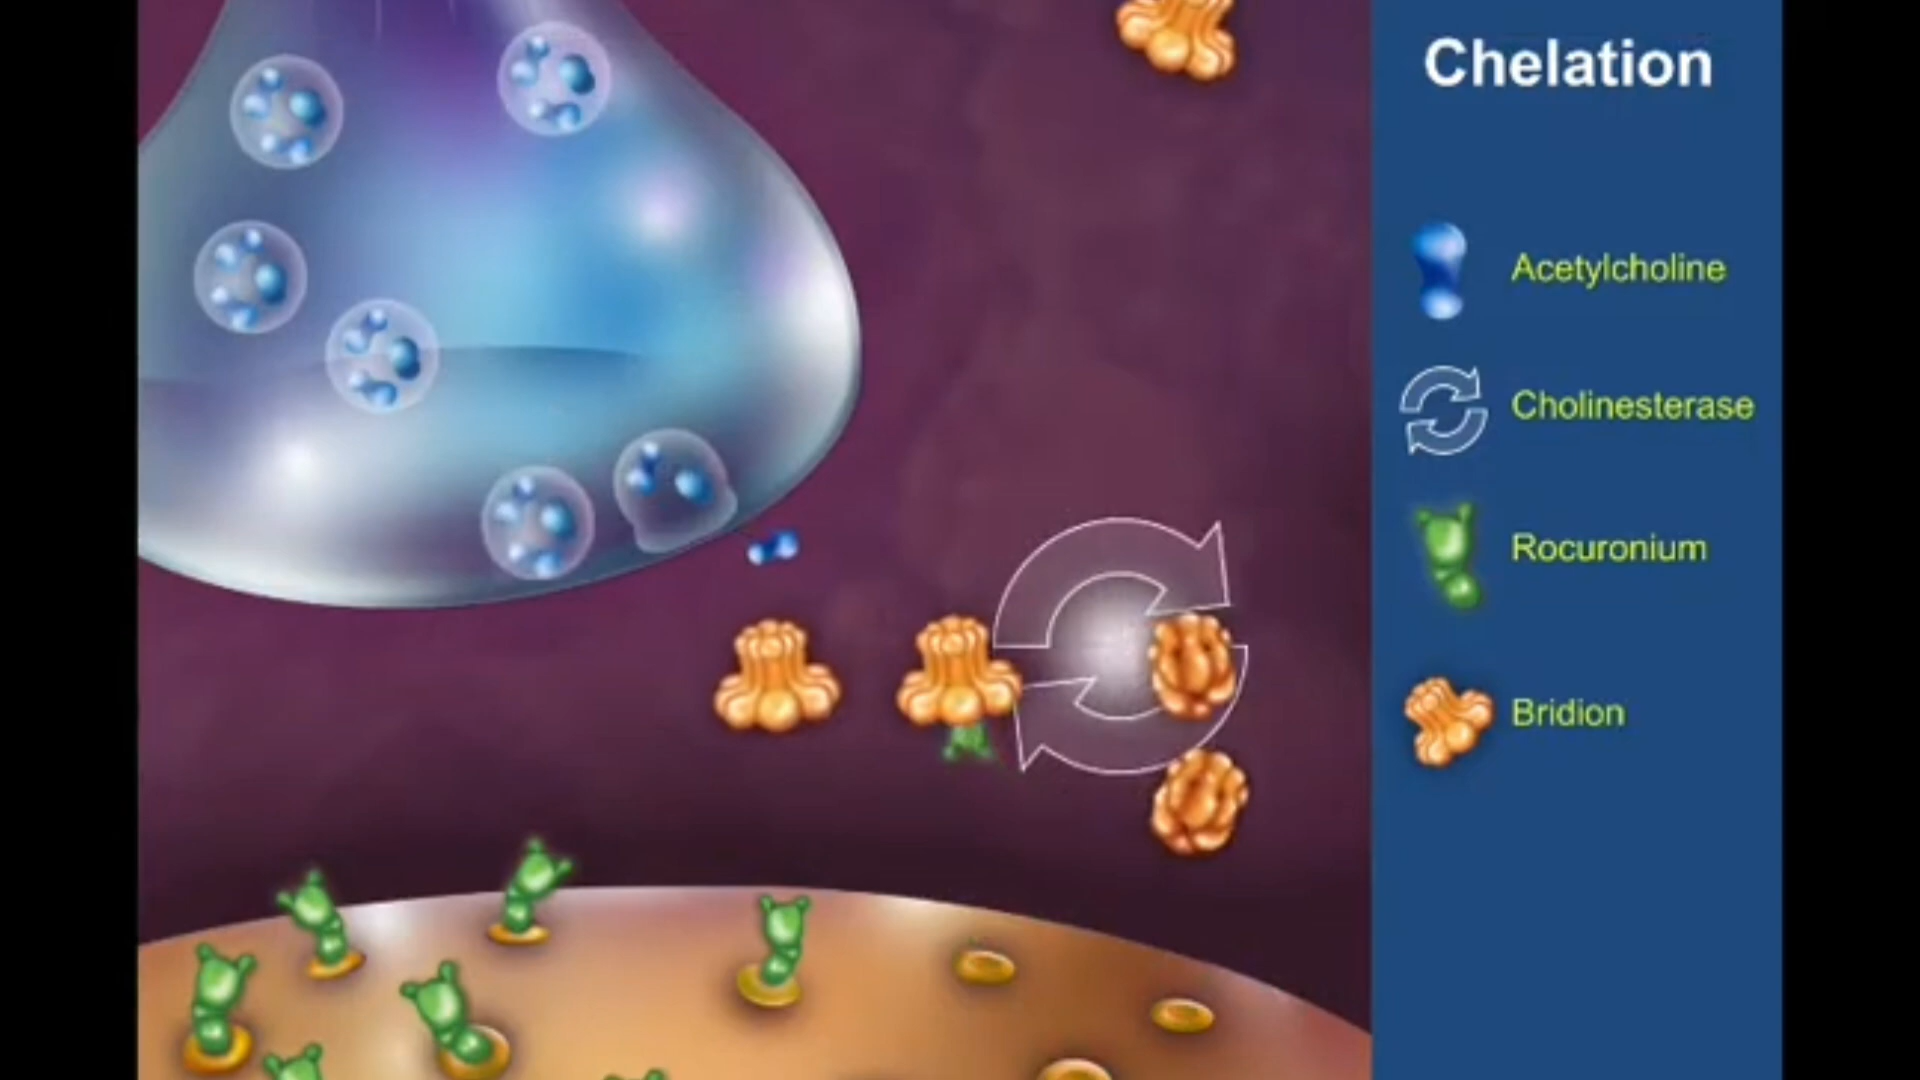 Chelation
Acetylcholine
Cholinesterase
Rocuronium
Bridion